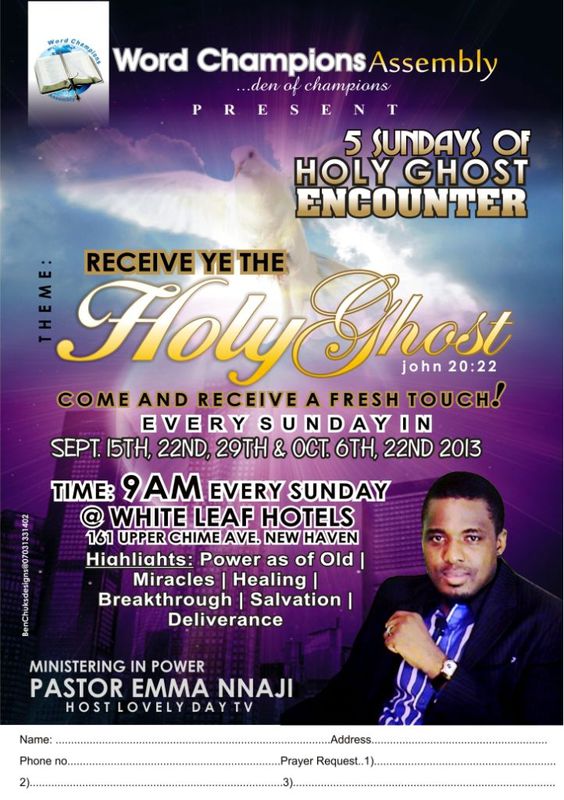 Word Champions
Assembly
Word Champions Assembly
...den of champions
PRESENT
5 SUNDAYS OF
HOLY GHOST
ENCOUNTER
THEME:
RECEIVE YE THE
Holy Ghost
john 20:22
COME AND RECEIVE A FRESH TOUCH!
EVERY SUNDAY IN
SEPT. 15TH, 22ND, 29TH & OCT. 6TH, 22ND 2013
TIME: 9AM EVERY SUNDAY
@ WHITE LEAF HOTELS
161 UPPER CHIME AVE. NEW HAVEN
Highlights: Power as of Old |
Miracles | Healing |
Breakthrough | Salvation |
Deliverance
BenChuksdesigns@07031331402
MINISTERING IN POWER
PASTOR EMMA NNAJI
HOST LOVELY DAY TV
Name: ........................................Address........................................
Phone no........................................Prayer Request..1)........................................
2)........................................3)........................................